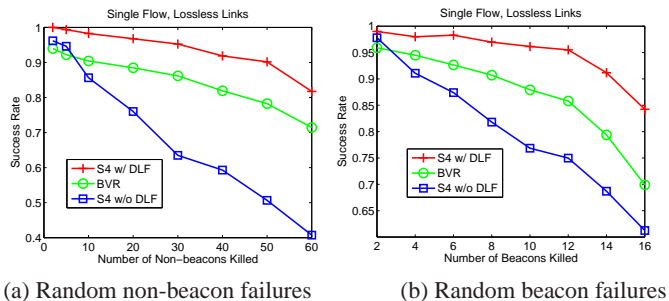 Single Flow, Lossless Links
1
0.9
0.8
0.7
0.6
0.5
0.4
Success Rate
S4 w/ DLF
BVR
S4 w/o DLF
0 10 20 30 40 50 60
Number of Non−beacons Killed
(a) Random non-beacon failures
Single Flow, Lossless Links
1
0.95
0.9
0.85
0.8
0.75
0.7
0.65
Success Rate
S4 w/ DLF
BVR
S4 w/o DLF
2 4 6 8 10 12 14 16
Number of Beacons Killed
(b) Random beacon failures